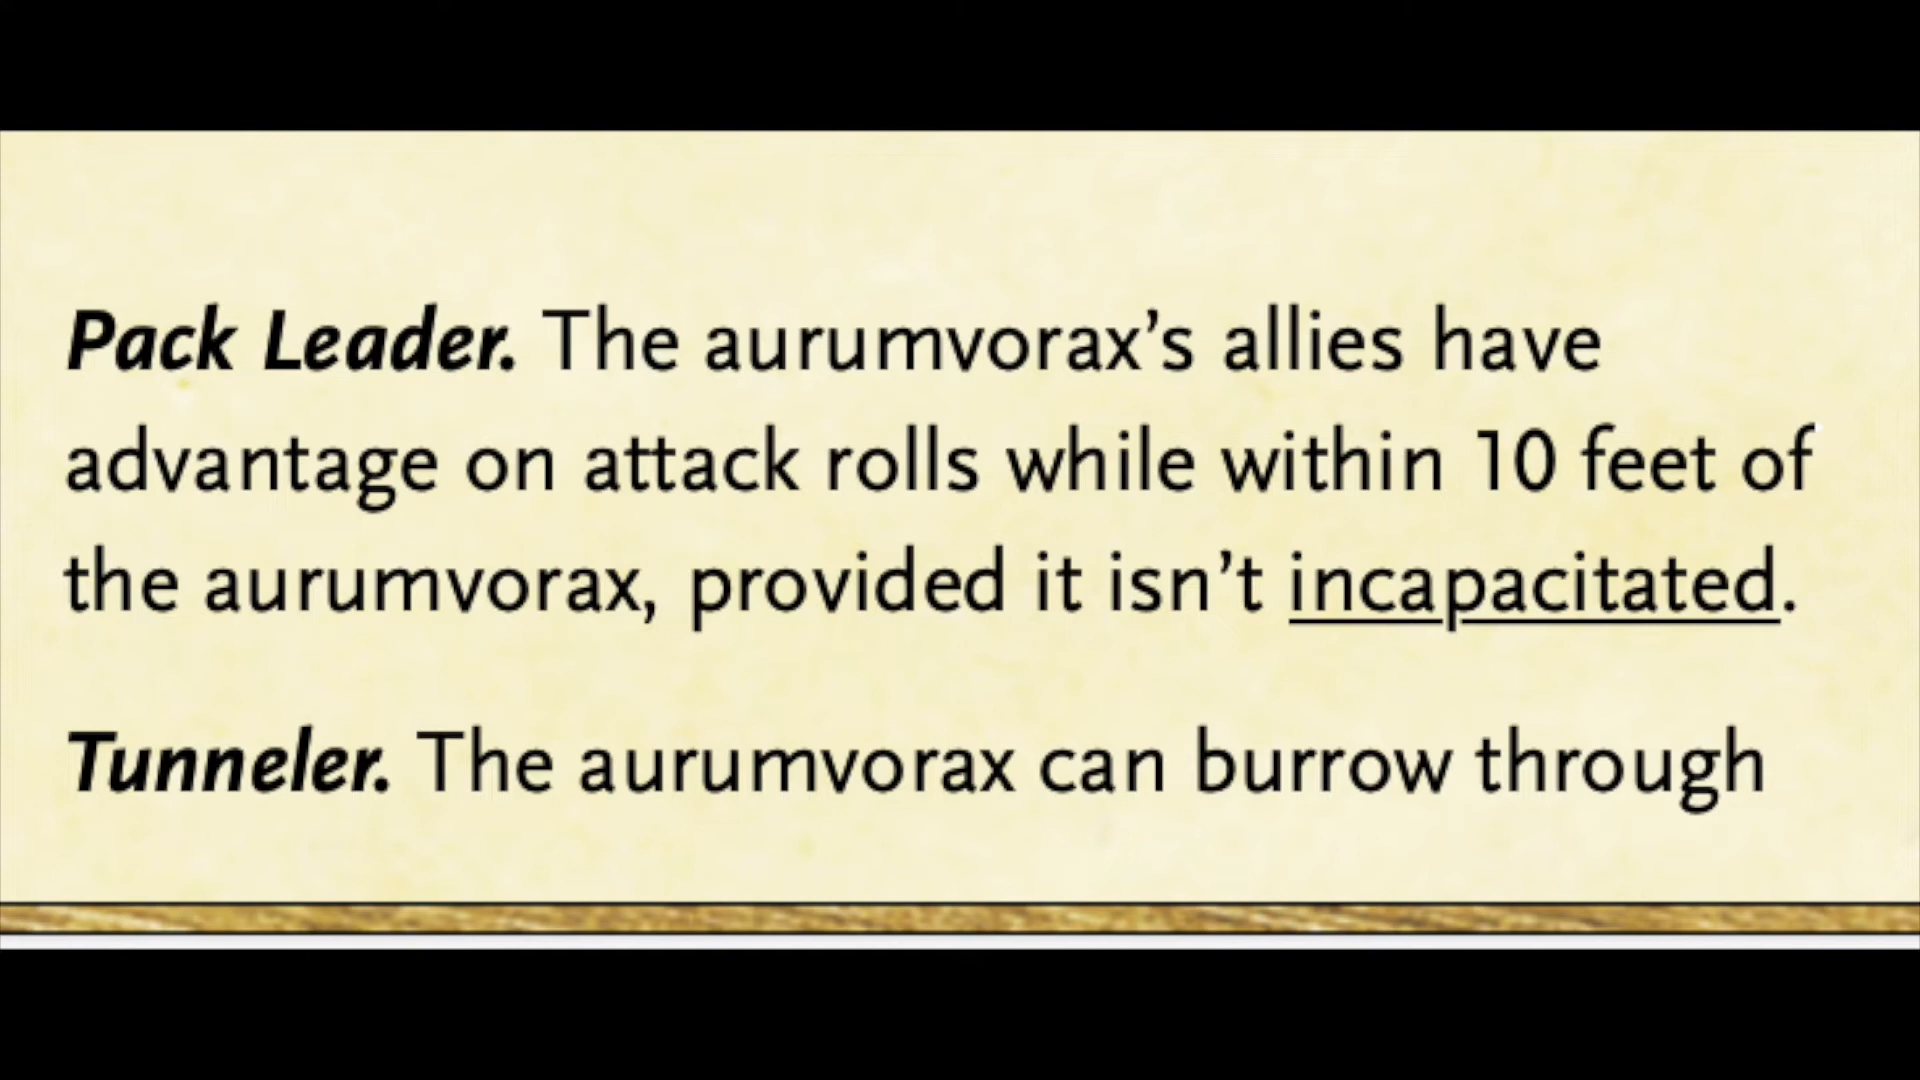 Pack Leader. The aurumvorax’s allies have
advantage on attack rolls while within 10 feet of
the aurumvorax, provided it isn’t incapacitated.
Tunneler. The aurumvorax can burrow through